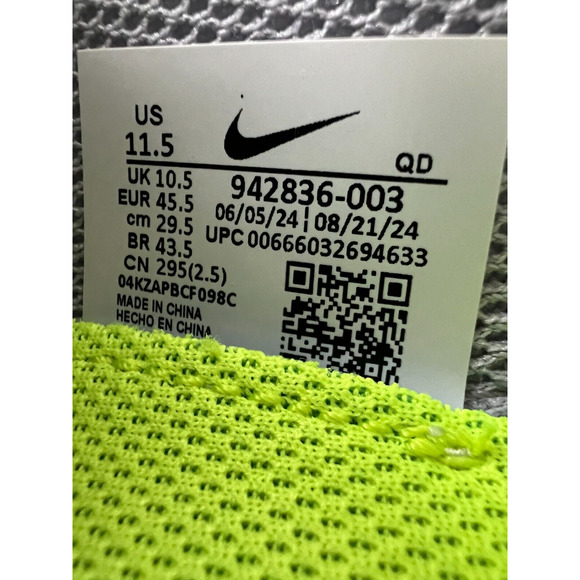 US
11.5
QD
UK 10.5
EUR 45.5
cm 29.5
BR 43.5
CN 295(2.5)
04KZAPBCF098C
MADE IN CHINA
HECHO EN CHINA
942836-003
06/05/24 | 08/21/24
UPC 00666032694633